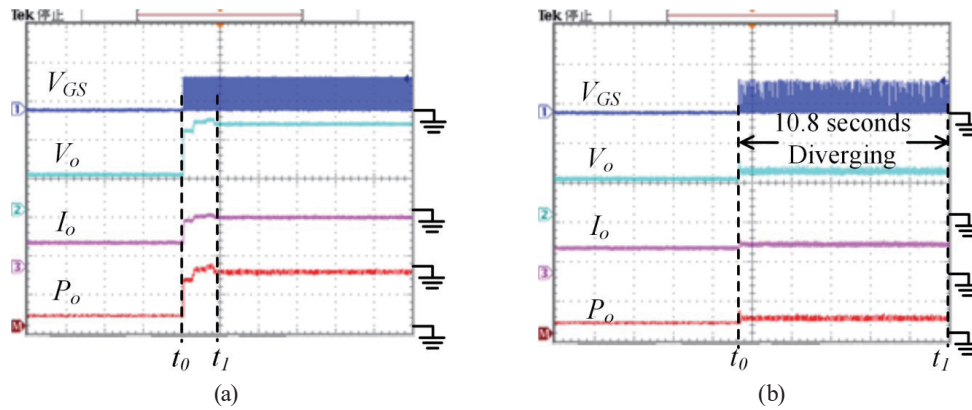 Tek 停止
V_GS
1
V_o
2
I_o
3
P_o
M
t_0 t_1
(a)
Tek 停止
V_GS
1
10.8 seconds
Diverging
V_o
2
I_o
3
P_o
M
t_0 t_1
(b)